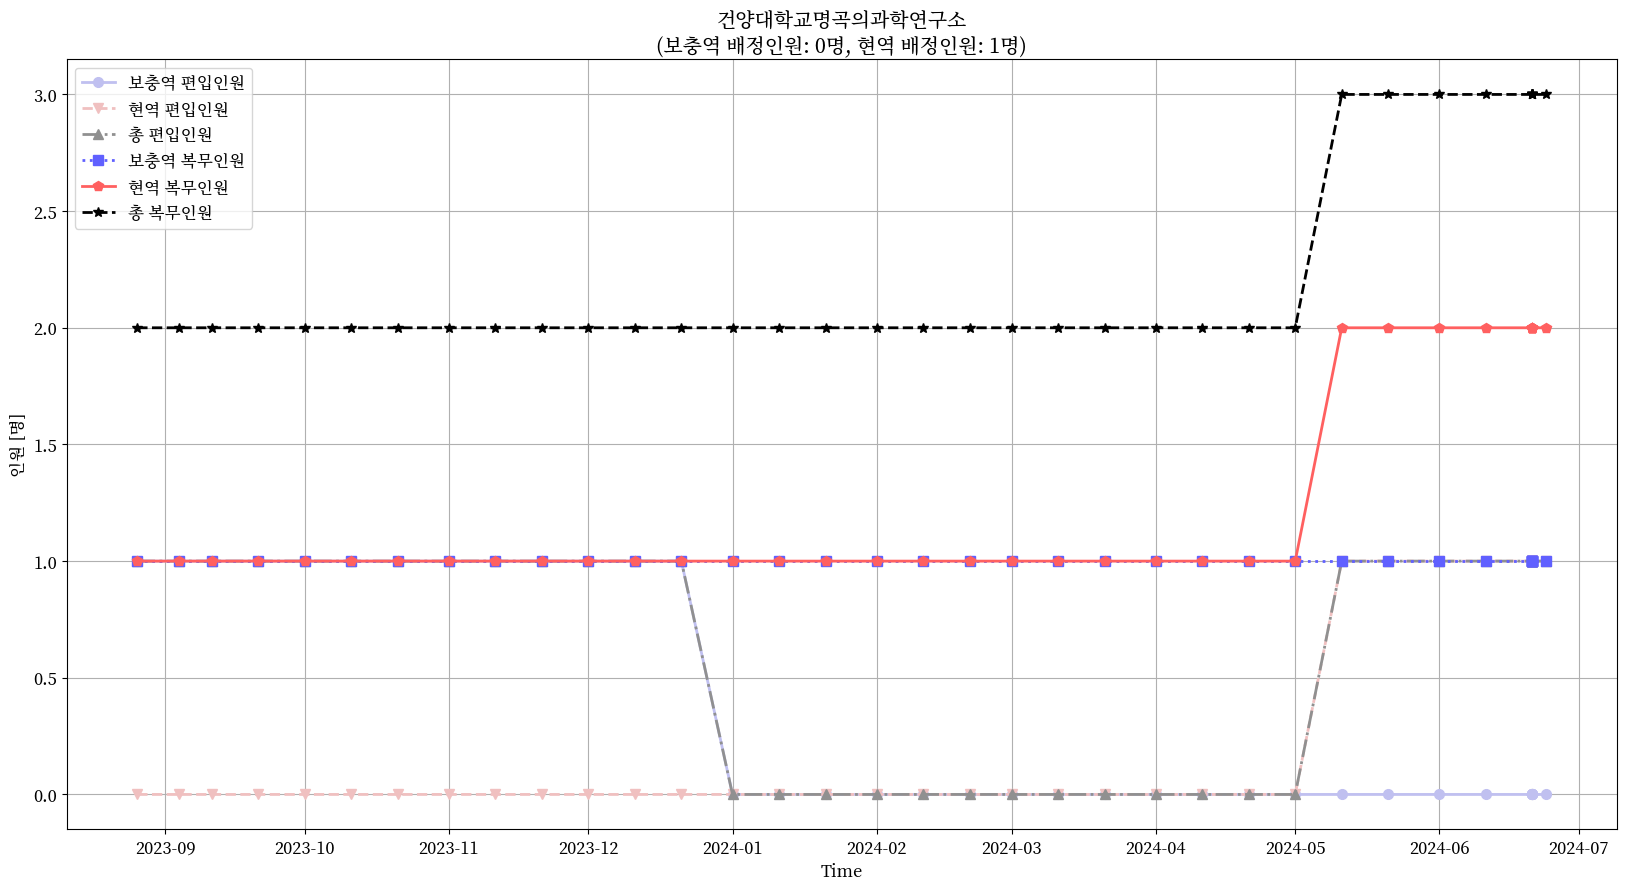 건양대학교명곡의과학연구소
(보충역 배정인원: 0명, 현역 배정인원: 1명)
보충역 편입인원
현역 편입인원
총 편입인원
보충역 복무인원
현역 복무인원
총 복무인원
인원 [명]
3.0
2.5
2.0
1.5
1.0
0.5
0.0
2023-09
2023-10
2023-11
2023-12
2024-01
2024-02
2024-03
2024-04
2024-05
2024-06
2024-07
Time